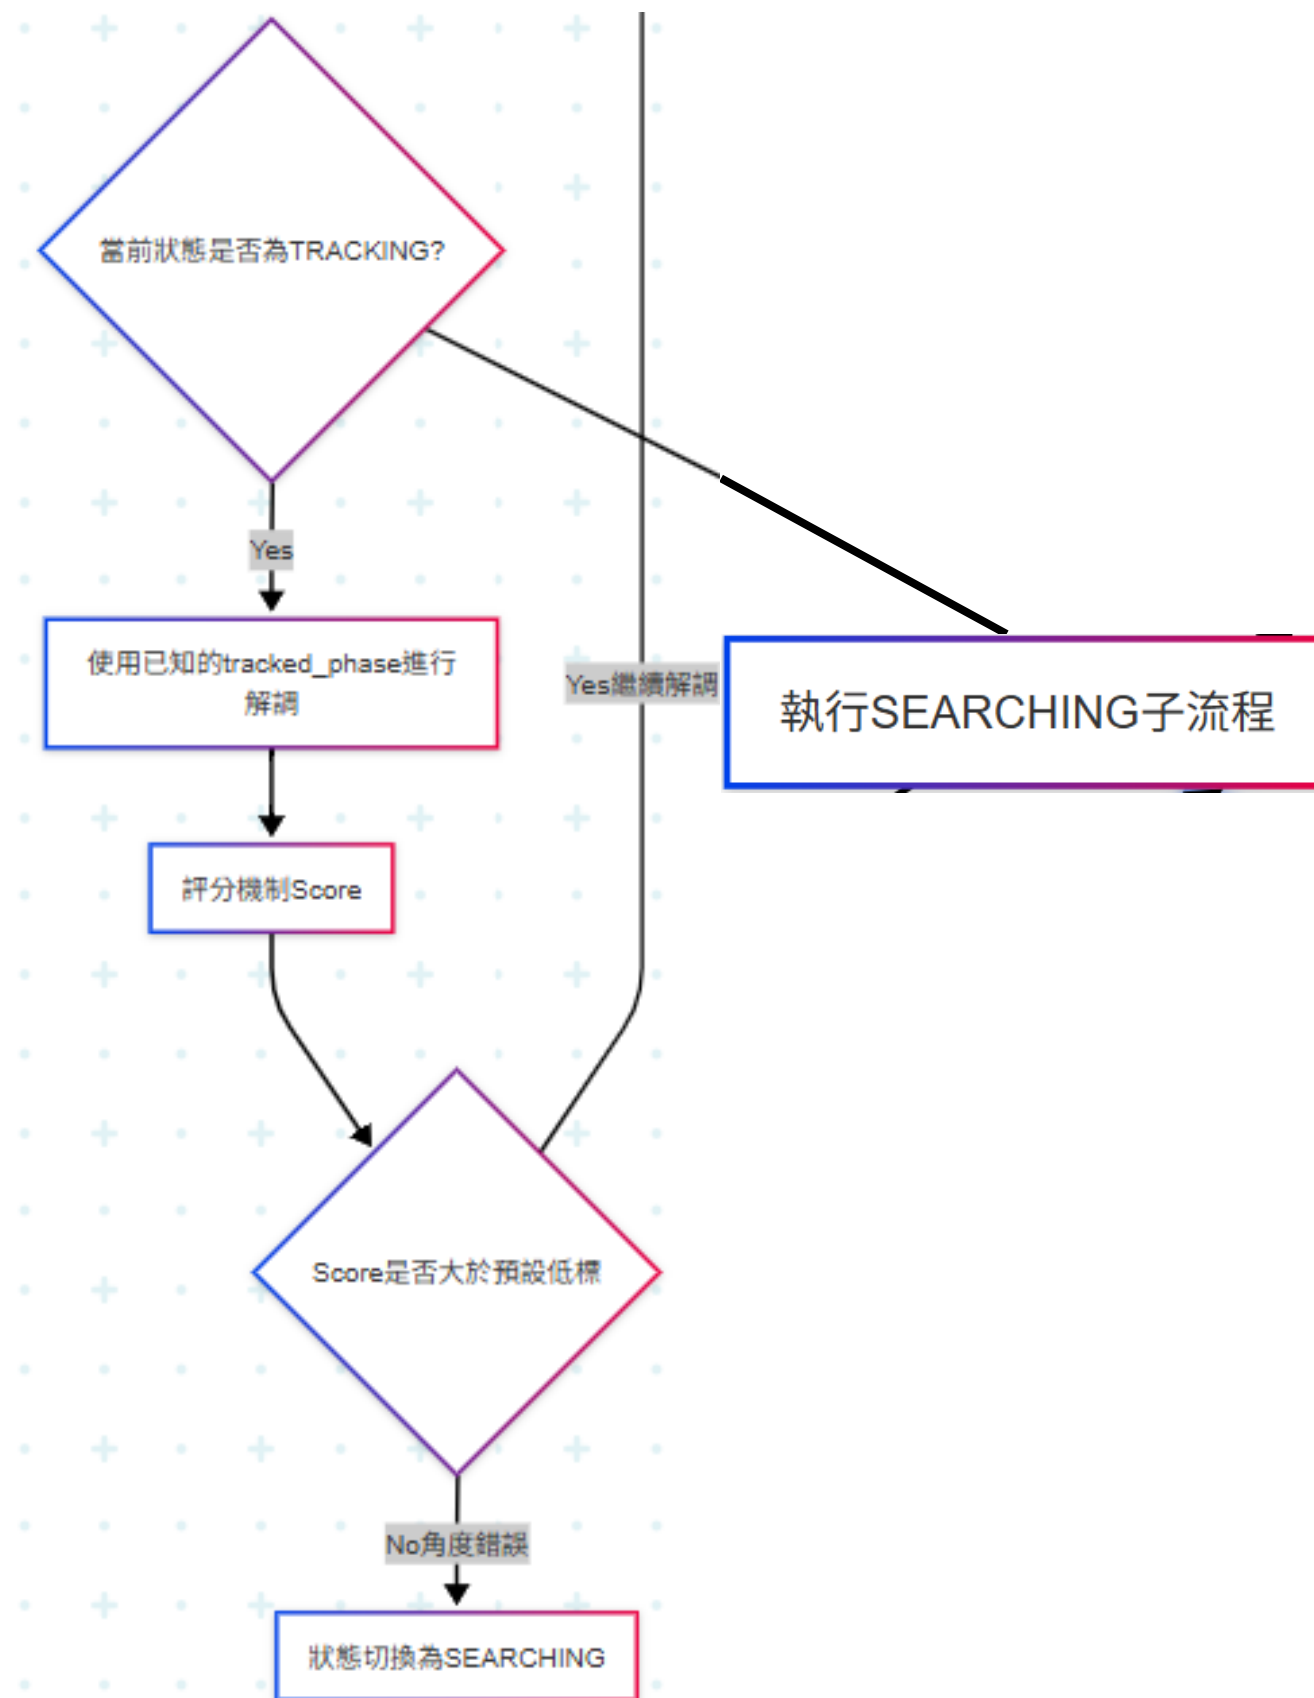 當前狀態是否為TRACKING?
Yes
使用已知的tracked_phase進行
解調
Yes繼續解調
執行SEARCHING子流程
評分機制Score
Score是否大於預設低標
No角度錯誤
狀態切換為SEARCHING